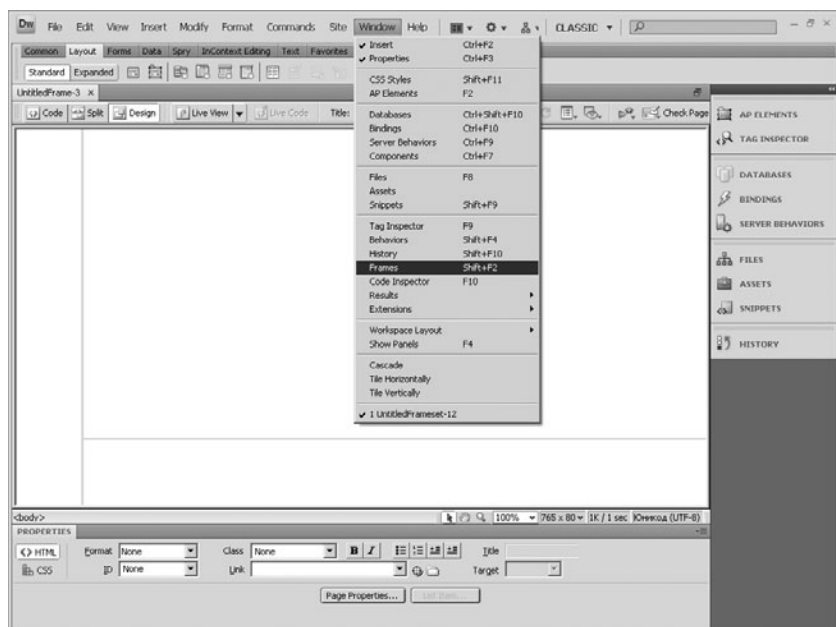 Dw File Edit View Insert Modify Format Commands Site Window Help CLASSIC
Common Layout Forms Data Spry InContext Editing Text Favorites
Standard Expanded
UntitledFrame-3
Code Split Design Live View Live Code Title: Check Page
Insert Ctrl+F2
Properties Ctrl+F3
CSS Styles Shift+F11
AP Elements F2
Databases Ctrl+Shift+F10
Bindings Ctrl+F10
Server Behaviors Ctrl+F9
Components Ctrl+F7
Files F8
Assets
Snippets Shift+F9
Tag Inspector F9
Behaviors Shift+F4
History Shift+F10
Frames Shift+F2
Code Inspector F10
Results
Extensions
Workspace Layout
Show Panels F4
Cascade
Tile Horizontally
Tile Vertically
1 UntitledFrameset-12
AP ELEMENTS
TAG INSPECTOR
DATABASES
BINDINGS
SERVER BEHAVIORS
FILES
ASSETS
SNIPPETS
HISTORY
<body> 100% 765 x 80 1K / 1 sec Юникод (UTF-8)
PROPERTIES
<> HTML Format None Class None B I Title
CSS ID None Link Target
Page Properties... List Item...